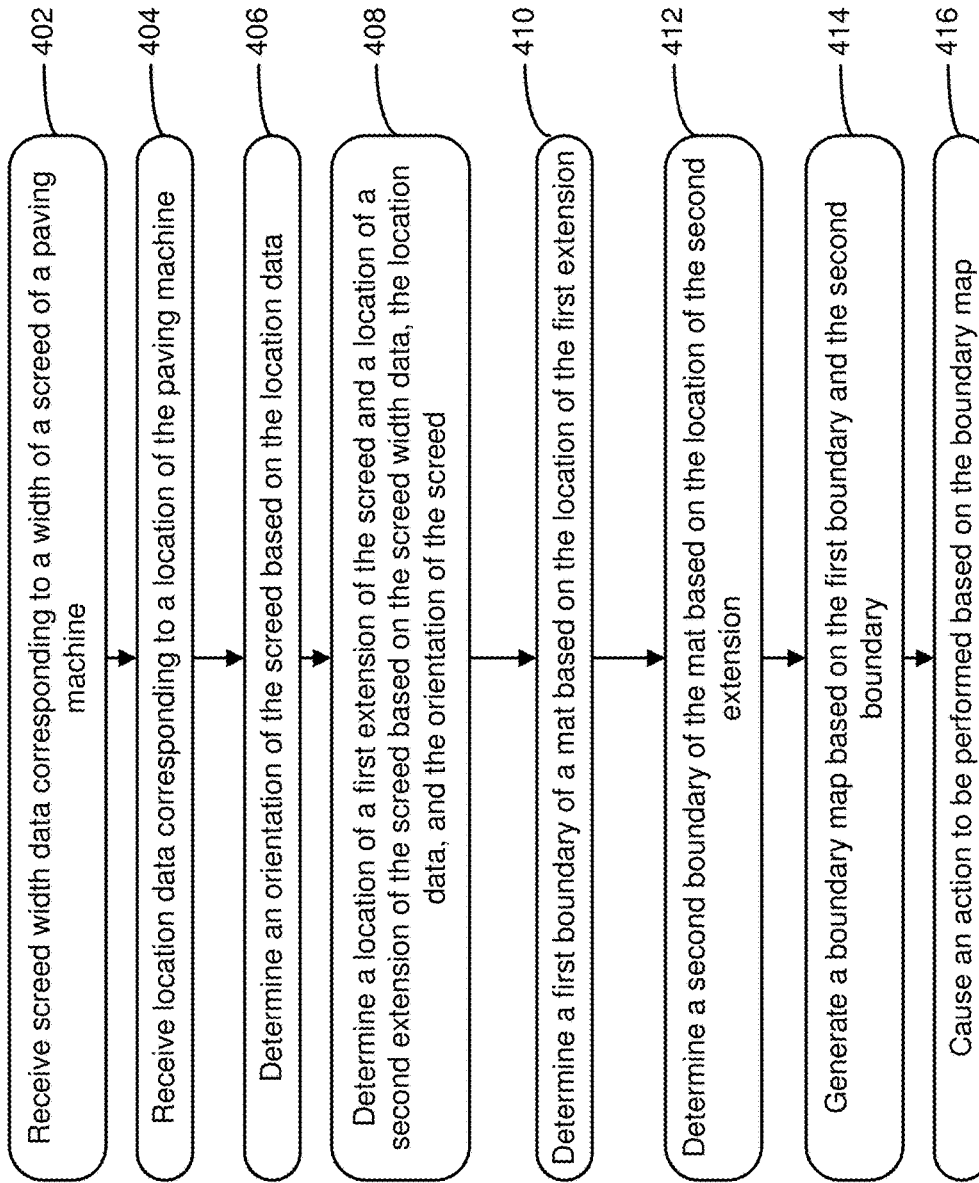 Receive screed width data corresponding to a width of a screed of a paving
machine
402
Receive location data corresponding to a location of the paving machine
404
Determine an orientation of the screed based on the location data
406
Determine a location of a first extension of the screed and a location of a
second extension of the screed based on the screed width data, the location
data, and the orientation of the screed
408
Determine a first boundary of a mat based on the location of the first extension
410
Determine a second boundary of the mat based on the location of the second
extension
412
Generate a boundary map based on the first boundary and the second
boundary
414
Cause an action to be performed based on the boundary map
416